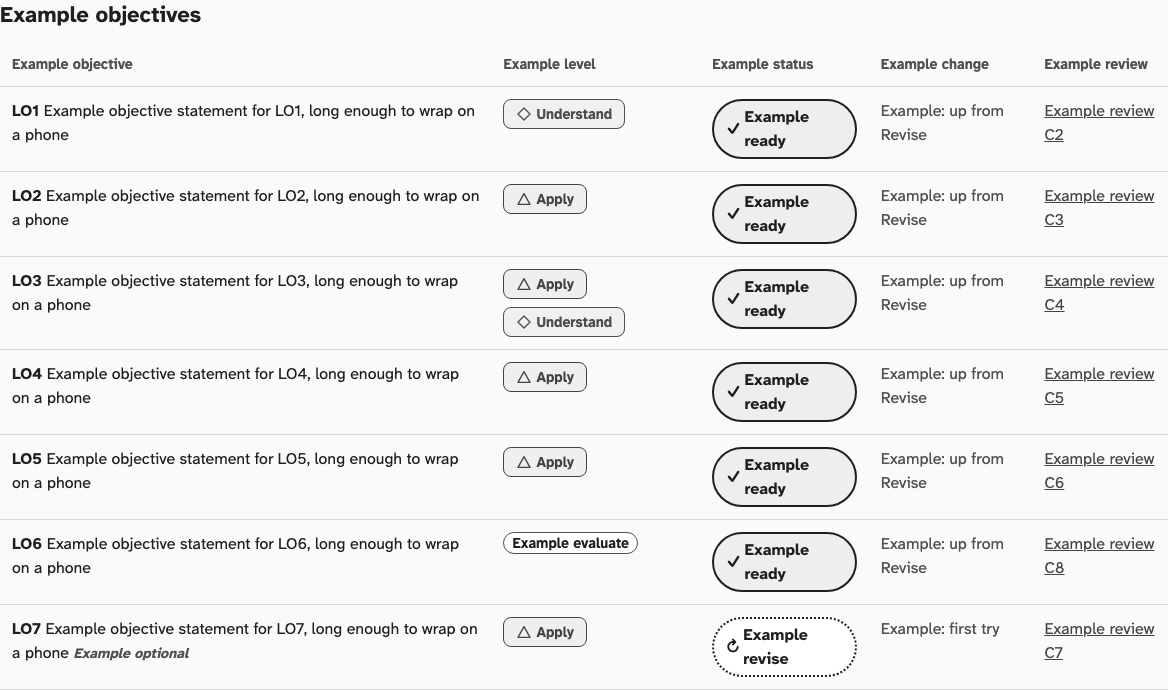 Example objectives
Example objective Example level Example status Example change Example review
LO1 Example objective statement for LO1, long enough to wrap on a phone Understand Example ready Example: up from Revise Example review C2
LO2 Example objective statement for LO2, long enough to wrap on a phone Apply Example ready Example: up from Revise Example review C3
LO3 Example objective statement for LO3, long enough to wrap on a phone Apply Understand Example ready Example: up from Revise Example review C4
LO4 Example objective statement for LO4, long enough to wrap on a phone Apply Example ready Example: up from Revise Example review C5
LO5 Example objective statement for LO5, long enough to wrap on a phone Apply Example ready Example: up from Revise Example review C6
LO6 Example objective statement for LO6, long enough to wrap on a phone Example evaluate Example ready Example: up from Revise Example review C8
LO7 Example objective statement for LO7, long enough to wrap on a phone Example optional Apply Example revise Example: first try Example review C7